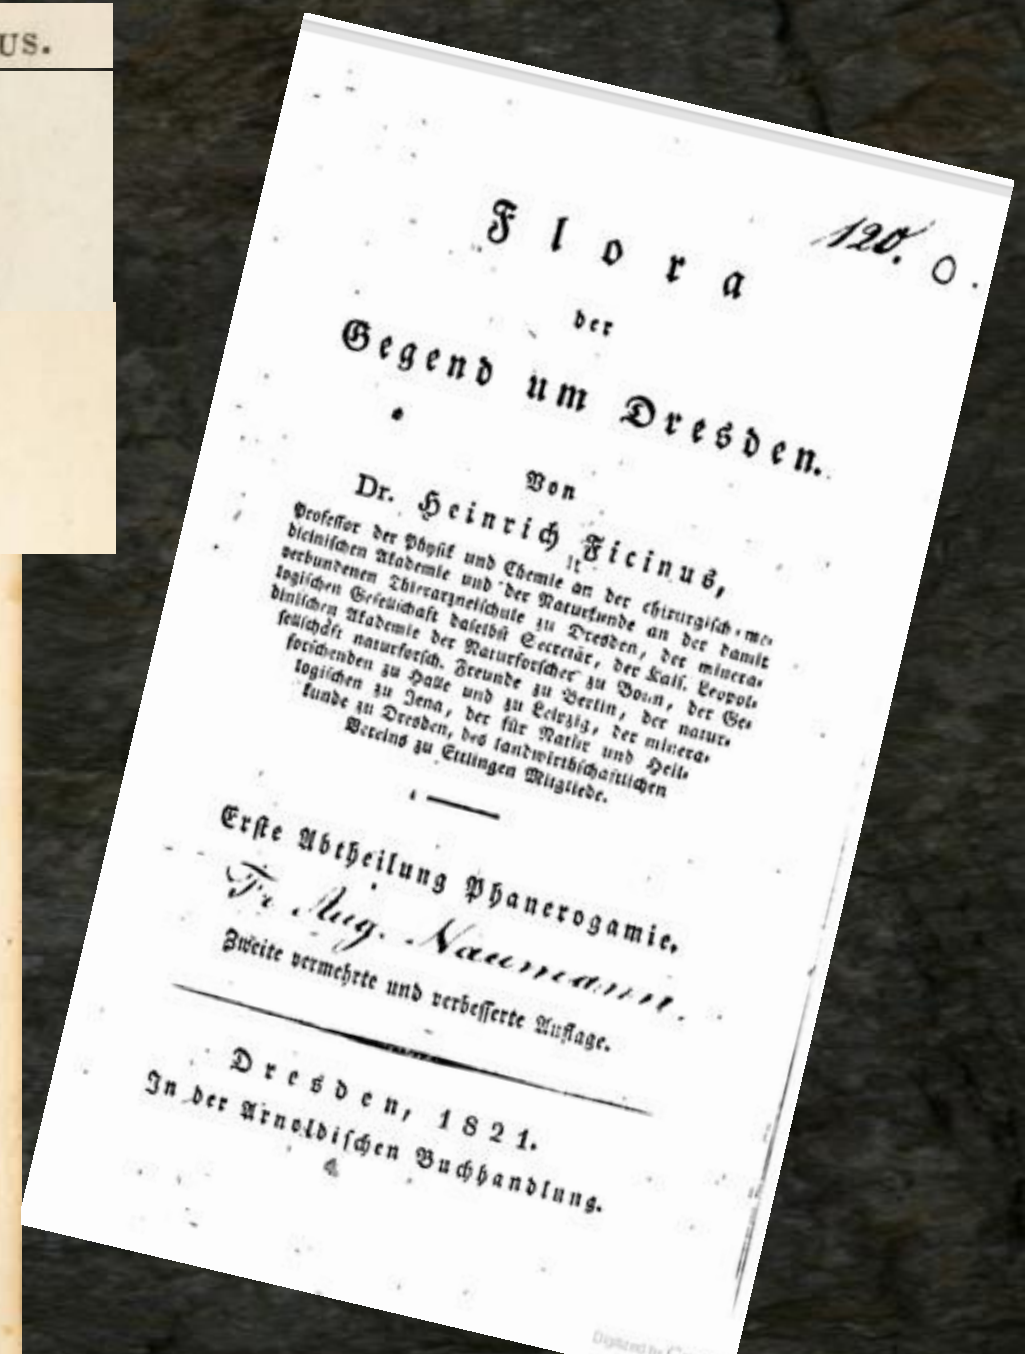 US.
120. O.
Flora
der
Gegend um Dresden.
Von
Dr. Heinrich Ficinus,
Professor der Physik und Chemie an der chirurgisch-me-
dicinischen Akademie und der Naturkunde an der damit
verbundenen Thierarzneischule zu Dresden, der minera-
logischen Gesellschaft daselbst Secretär, der Kais. Leopol-
dinischen Akademie der Naturforscher zu Bonn, der Ge-
sellschaft naturforsch. Freunde zu Berlin, der natur-
forschenden zu Halle und zu Leipzig, der minera-
logischen zu Jena, der für Natur und Heil-
kunde zu Dresden, des landwirthschaftlichen
Vereins zu Ettlingen Mitgliede.
Erste Abtheilung Phanerogamie.
Fr. Aug. Naumann.
Zweite vermehrte und verbesserte Auflage.
Dresden, 1821.
In der Arnoldischen Buchhandlung.
Digitized by